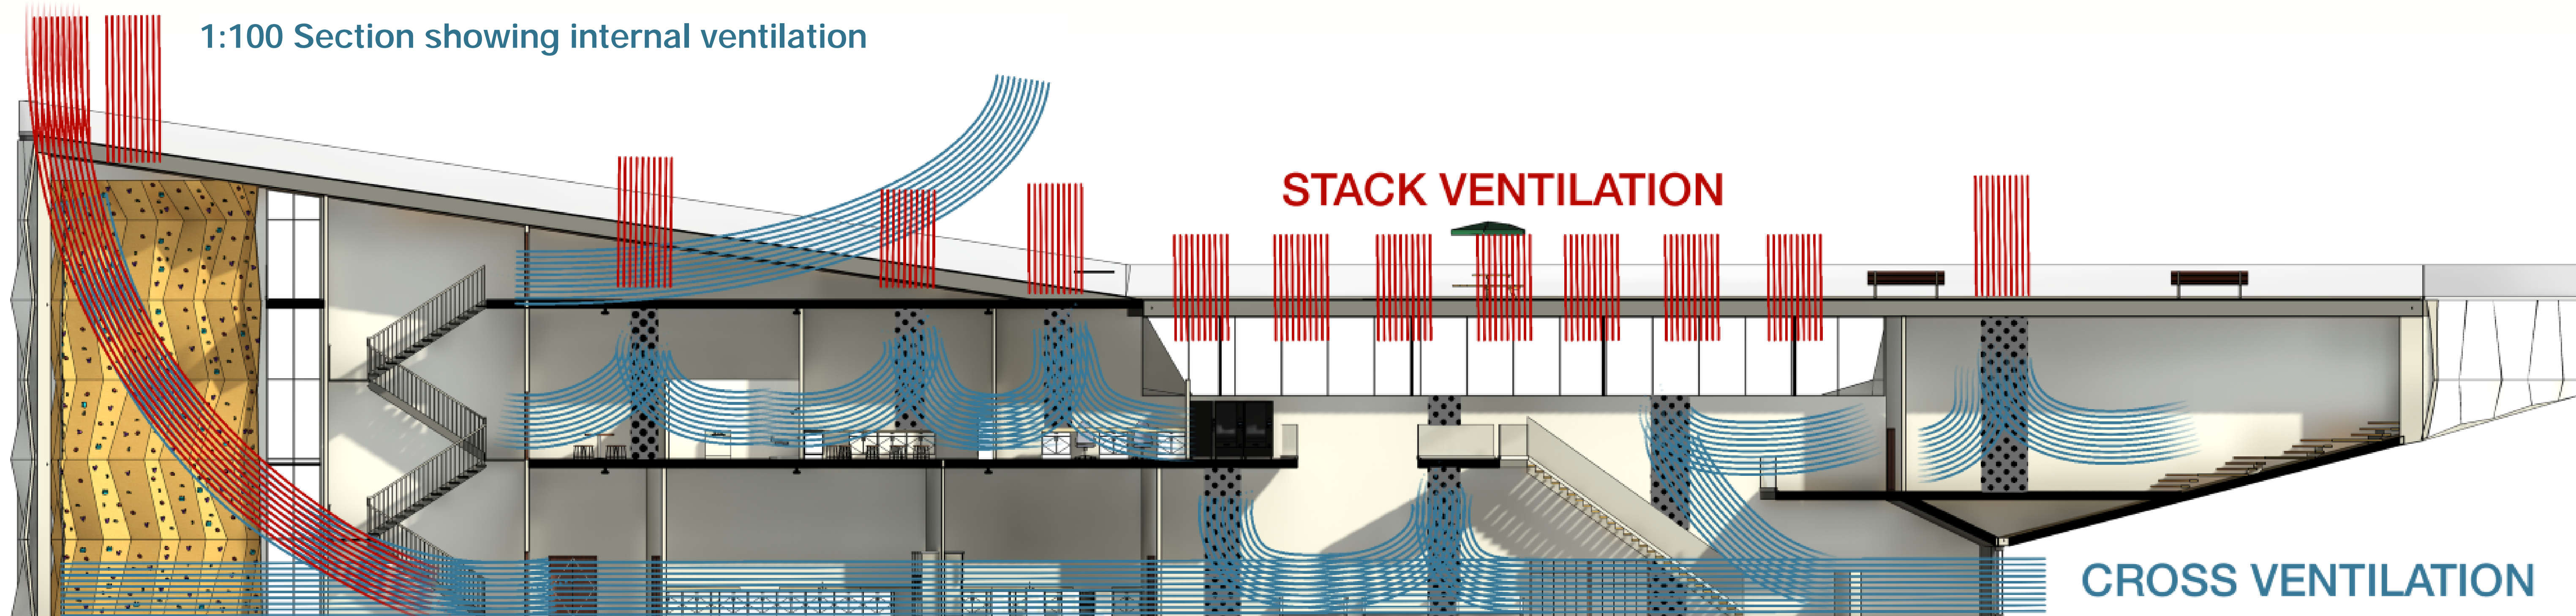 1:100 Section showing internal ventilation
STACK VENTILATION
CROSS VENTILATION